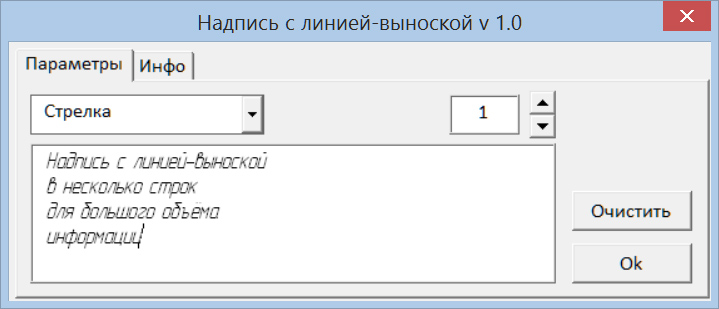 Надпись с линией-выноской v 1.0
Параметры Инфо
Стрелка 1
Надпись с линией-выноской
в несколько строк
для большого объёма
информации
Очистить
Ok